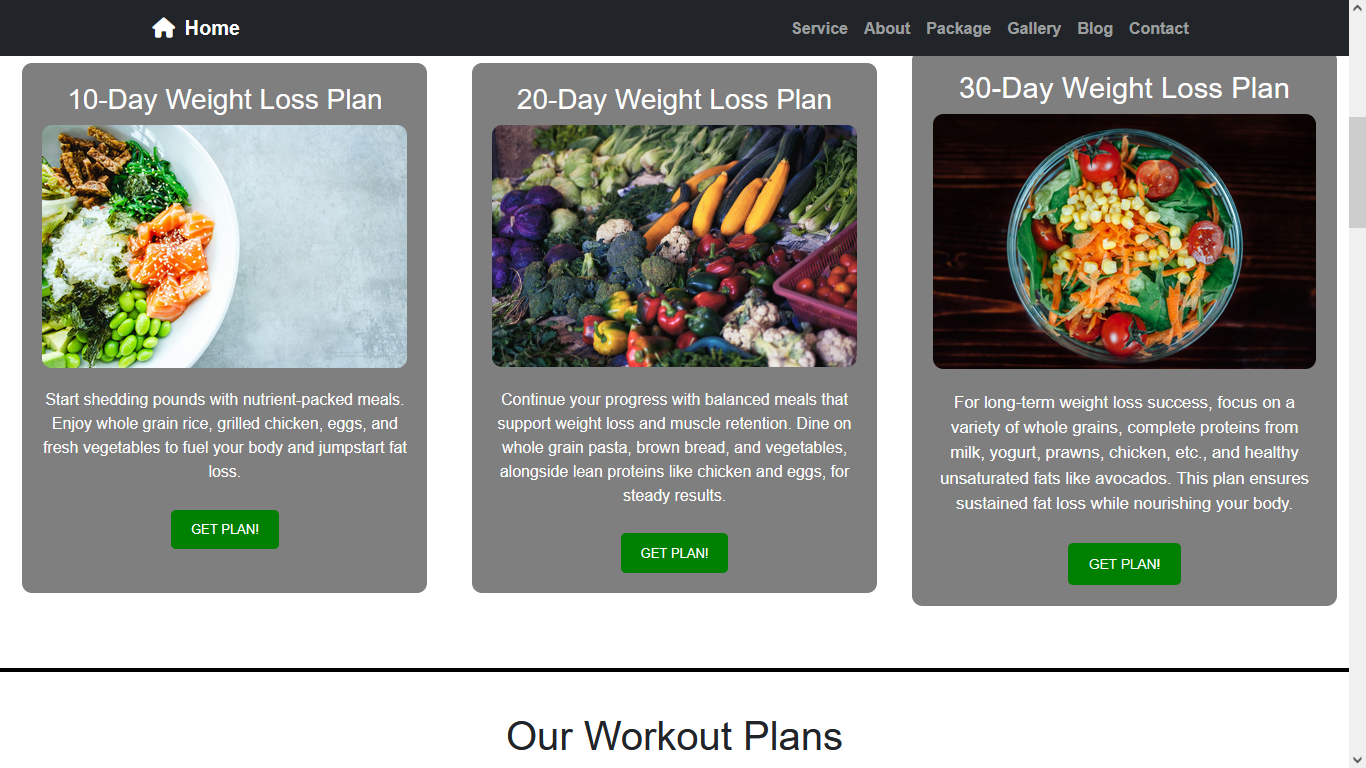 Home
Service About Package Gallery Blog Contact
10-Day Weight Loss Plan
Start shedding pounds with nutrient-packed meals.
Enjoy whole grain rice, grilled chicken, eggs, and
fresh vegetables to fuel your body and jumpstart fat
loss.
GET PLAN!
20-Day Weight Loss Plan
Continue your progress with balanced meals that
support weight loss and muscle retention. Dine on
whole grain pasta, brown bread, and vegetables,
alongside lean proteins like chicken and eggs, for
steady results.
GET PLAN!
30-Day Weight Loss Plan
For long-term weight loss success, focus on a
variety of whole grains, complete proteins from
milk, yogurt, prawns, chicken, etc., and healthy
unsaturated fats like avocados. This plan ensures
sustained fat loss while nourishing your body.
GET PLAN!
Our Workout Plans